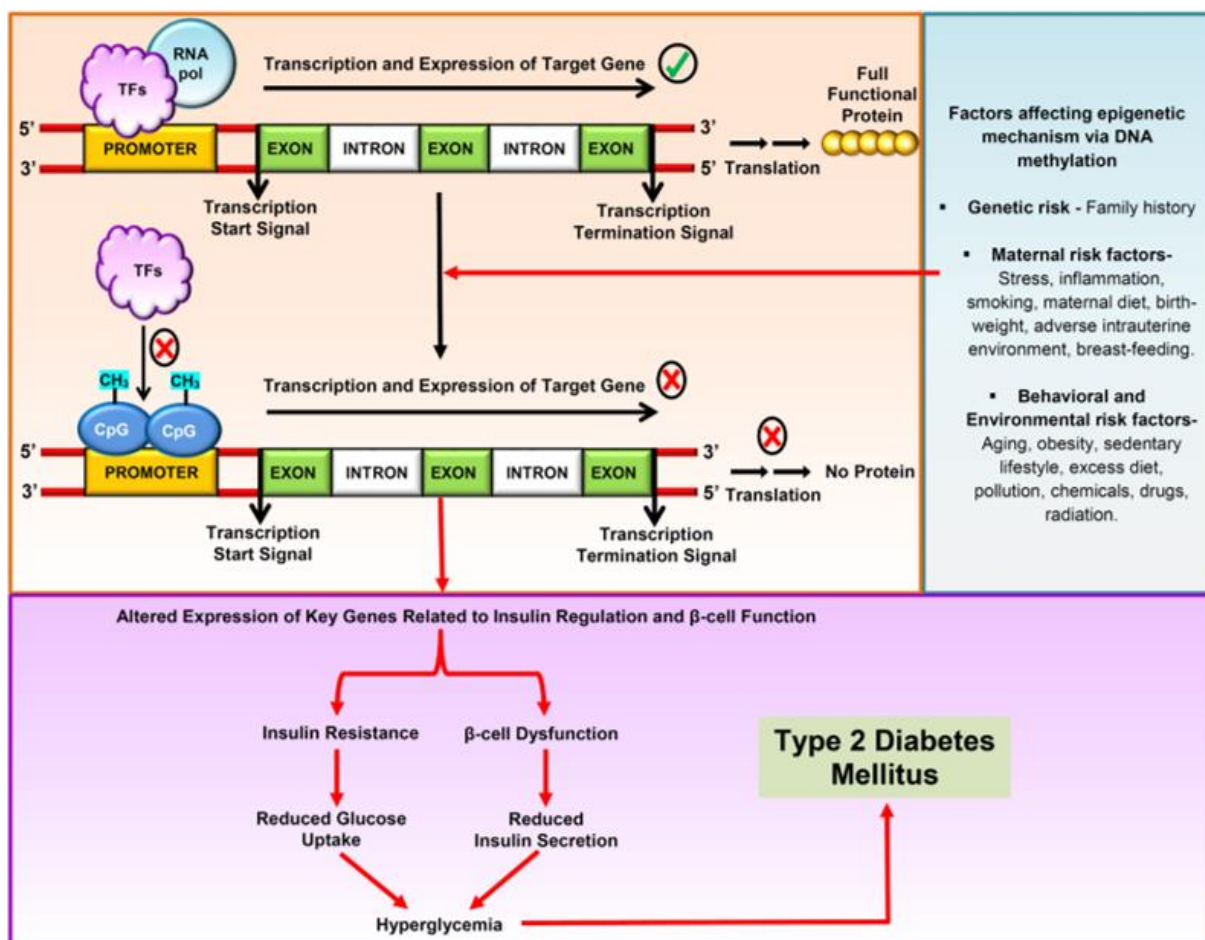 RNA
pol
TFs
Transcription and Expression of Target Gene
Full
Functional
Protein
5’
3’
PROMOTER
EXON
INTRON
EXON
INTRON
EXON
3’
5’
Translation
Transcription
Start Signal
Transcription
Termination Signal
TFs
CH₃
CH₃
CpG
CpG
Transcription and Expression of Target Gene
5’
3’
PROMOTER
EXON
INTRON
EXON
INTRON
EXON
3’
5’
Translation
No Protein
Transcription
Start Signal
Transcription
Termination Signal
Factors affecting epigenetic
mechanism via DNA
methylation
▪ Genetic risk - Family history
▪ Maternal risk factors-
Stress, inflammation,
smoking, maternal diet, birth-
weight, adverse intrauterine
environment, breast-feeding.
▪ Behavioral and
Environmental risk factors-
Aging, obesity, sedentary
lifestyle, excess diet,
pollution, chemicals, drugs,
radiation.
Altered Expression of Key Genes Related to Insulin Regulation and β-cell Function
Insulin Resistance
β-cell Dysfunction
Reduced Glucose
Uptake
Reduced
Insulin Secretion
Hyperglycemia
Type 2 Diabetes
Mellitus